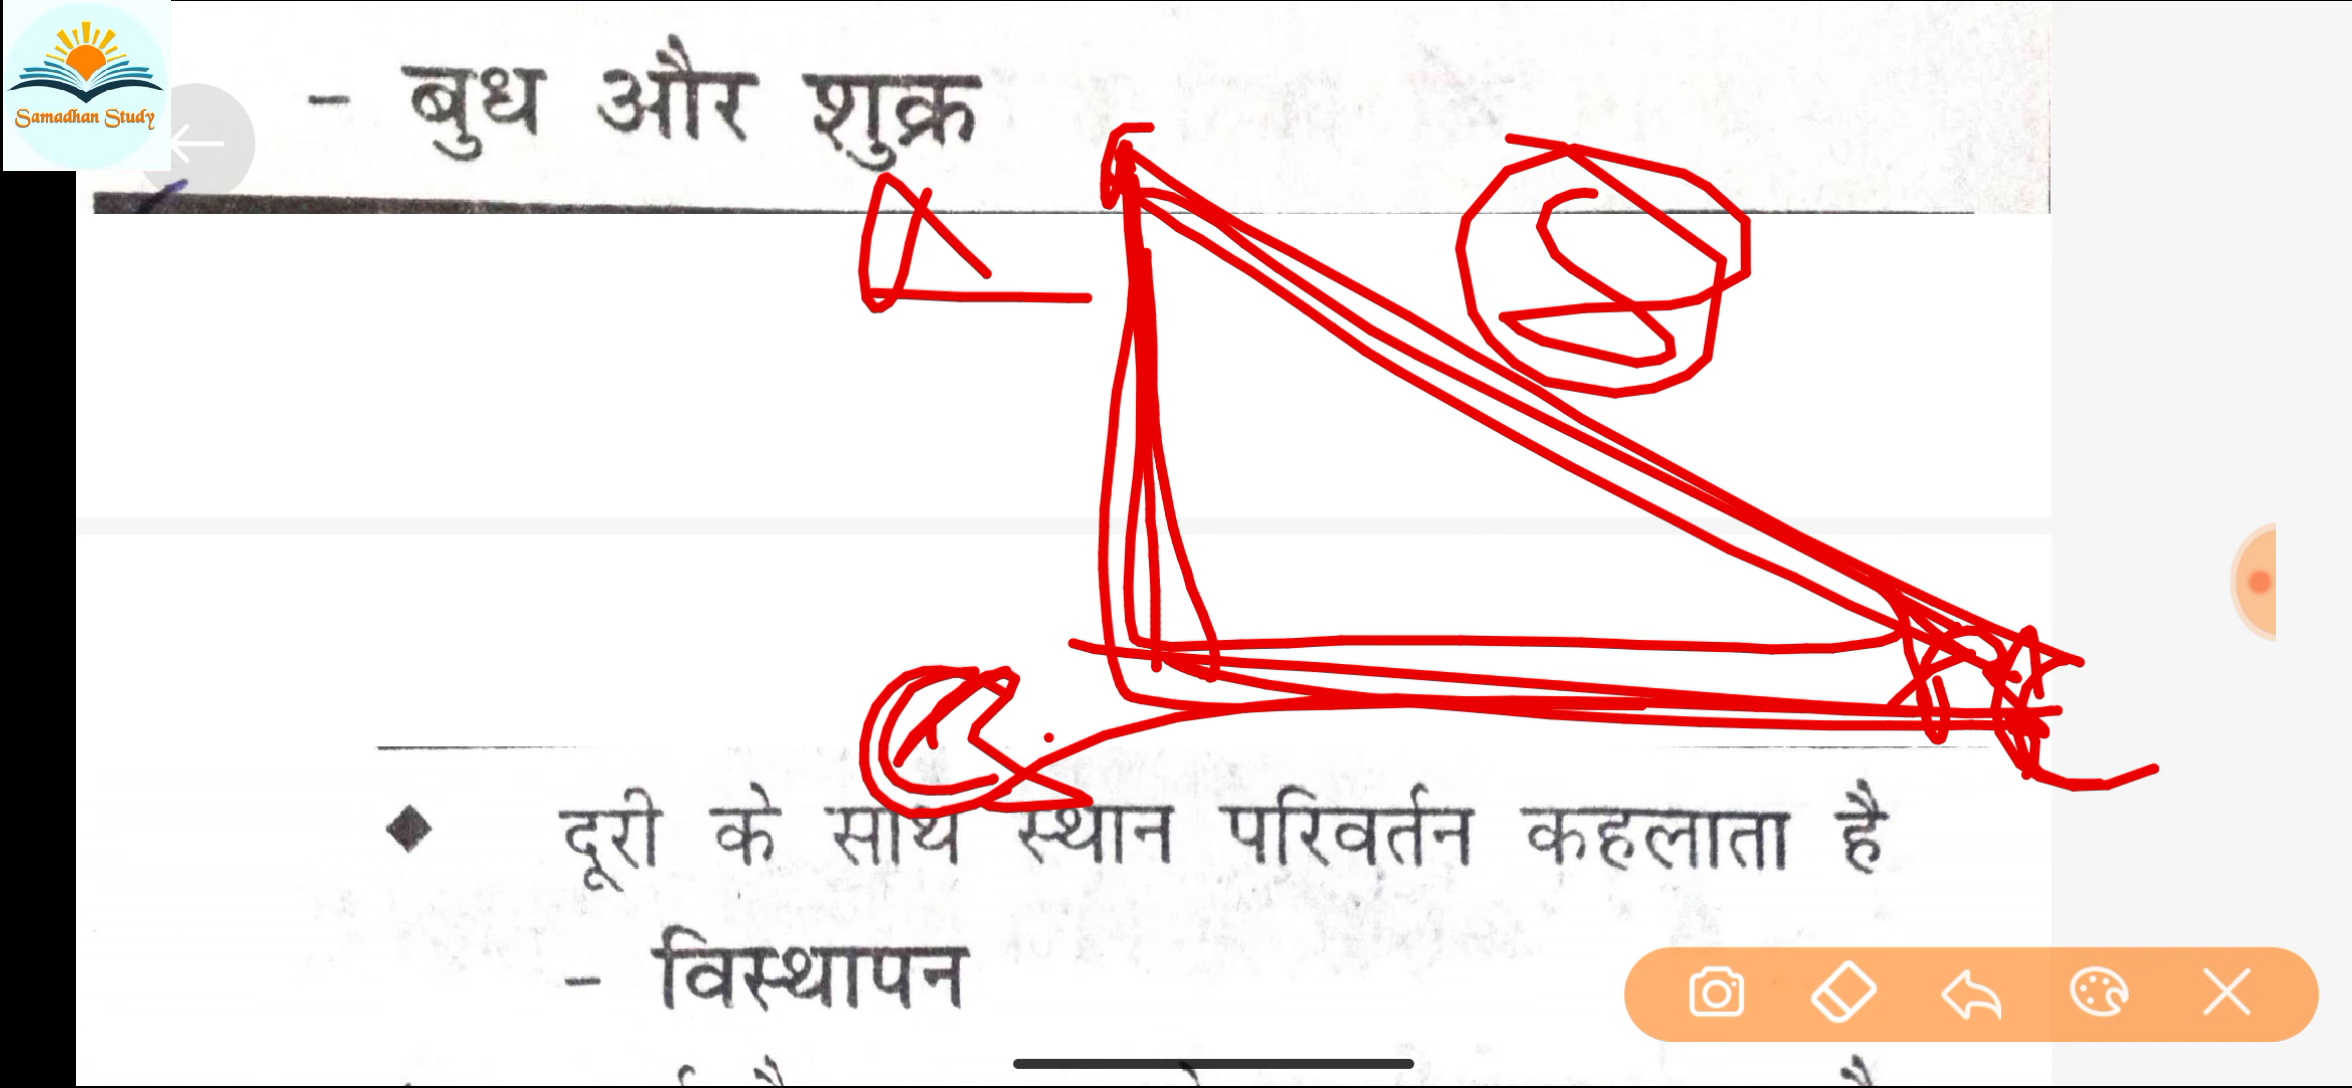 Samadhan Study
- बुध और शुक्र
◆ दूरी के साथ स्थान परिवर्तन कहलाता है
- विस्थापन